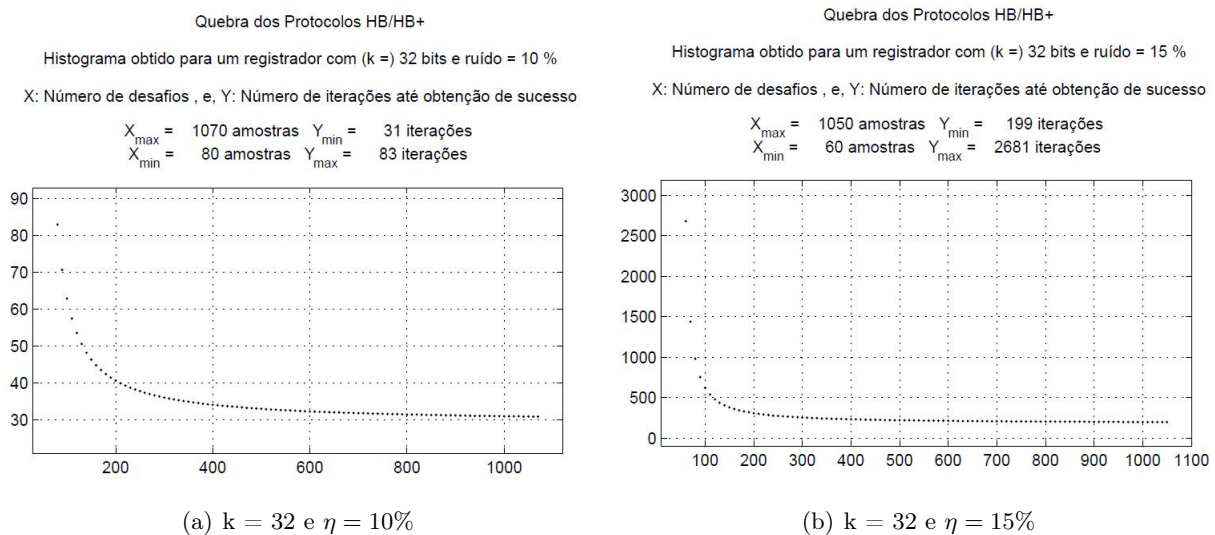 Quebra dos Protocolos HB/HB+
Histograma obtido para um registrador com (k =) 32 bits e ruído = 10 %
X: Número de desafios , e, Y: Número de iterações até obtenção de sucesso
X_max = 1070 amostras Y_min = 31 iterações
X_min = 80 amostras Y_max = 83 iterações
90
80
70
60
50
40
30
200 400 600 800 1000
(a) k = 32 e η = 10%
Quebra dos Protocolos HB/HB+
Histograma obtido para um registrador com (k =) 32 bits e ruído = 15 %
X: Número de desafios , e, Y: Número de iterações até obtenção de sucesso
X_max = 1050 amostras Y_min = 199 iterações
X_min = 60 amostras Y_max = 2681 iterações
3000
2500
2000
1500
1000
500
0
100 200 300 400 500 600 700 800 900 1000 1100
(b) k = 32 e η = 15%